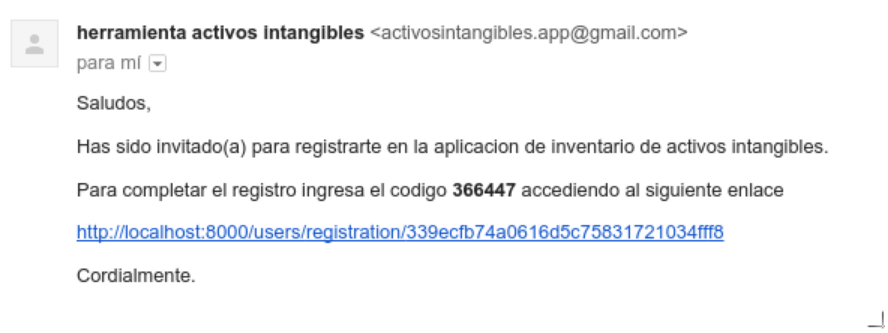 herramienta activos intangibles <activosintangibles.app@gmail.com>
para mí
Saludos,
Has sido invitado(a) para registrarte en la aplicacion de inventario de activos intangibles.
Para completar el registro ingresa el codigo 366447 accediendo al siguiente enlace
http://localhost:8000/users/registration/339ecfb74a0616d5c75831721034fff8
Cordialmente.